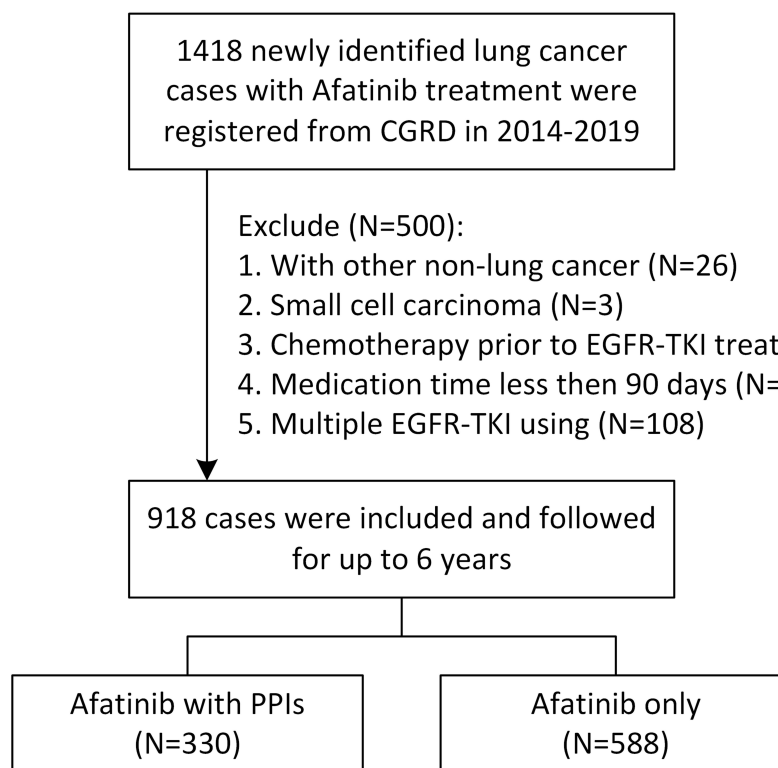 1418 newly identified lung cancer
cases with Afatinib treatment were
registered from CGRD in 2014-2019
Exclude (N=500):
1. With other non-lung cancer (N=26)
2. Small cell carcinoma (N=3)
3. Chemotherapy prior to EGFR-TKI treat
4. Medication time less then 90 days (N=
5. Multiple EGFR-TKI using (N=108)
918 cases were included and followed
for up to 6 years
Afatinib with PPIs
(N=330)
Afatinib only
(N=588)